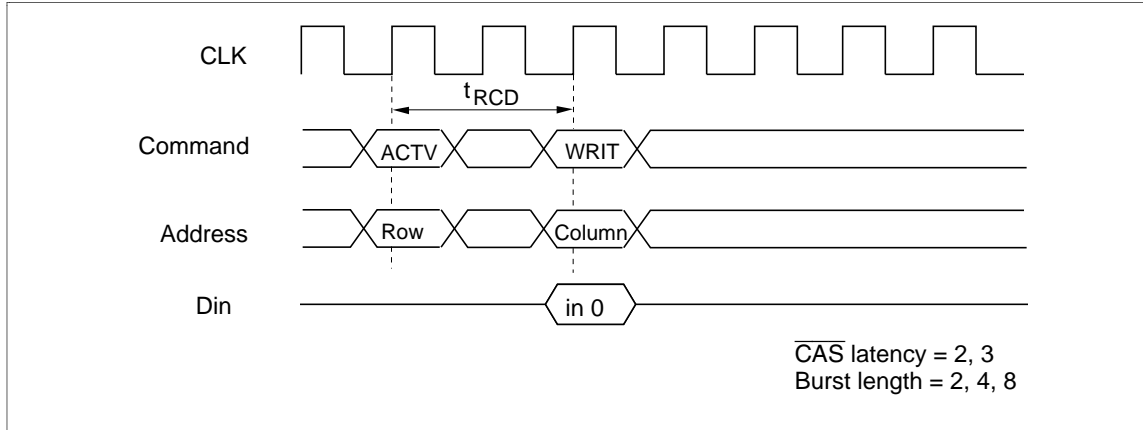 CLK
tRCD
Command
ACTV
WRIT
Address
Row
Column
Din
in 0
CAS latency = 2, 3
Burst length = 2, 4, 8